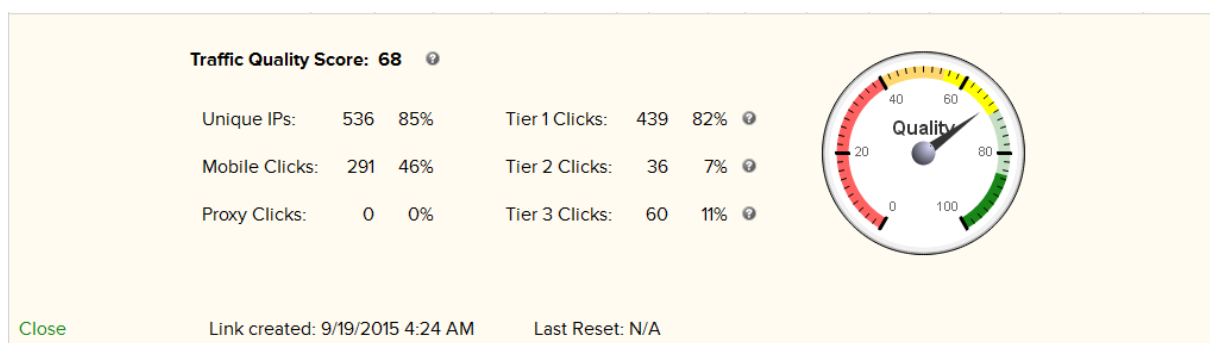 Traffic Quality Score: 68
Unique IPs: 536 85% Tier 1 Clicks: 439 82%
Mobile Clicks: 291 46% Tier 2 Clicks: 36 7%
Proxy Clicks: 0 0% Tier 3 Clicks: 60 11%
40 60
Quality
20 80
0 100
Close Link created: 9/19/2015 4:24 AM Last Reset: N/A